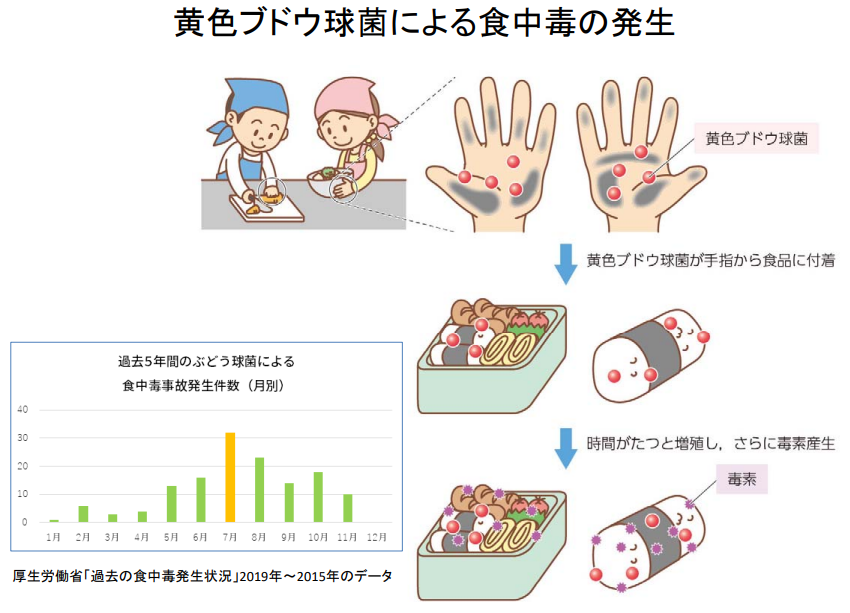 黄色ブドウ球菌による食中毒の発生
黄色ブドウ球菌
黄色ブドウ球菌が手指から食品に付着
時間がたつと増殖し，さらに毒素産生
毒素
過去5年間のぶどう球菌による
食中毒事故発生件数（月別）
40
30
20
10
0
1月 2月 3月 4月 5月 6月 7月 8月 9月 10月 11月 12月
厚生労働省「過去の食中毒発生状況」2019年～2015年のデータ